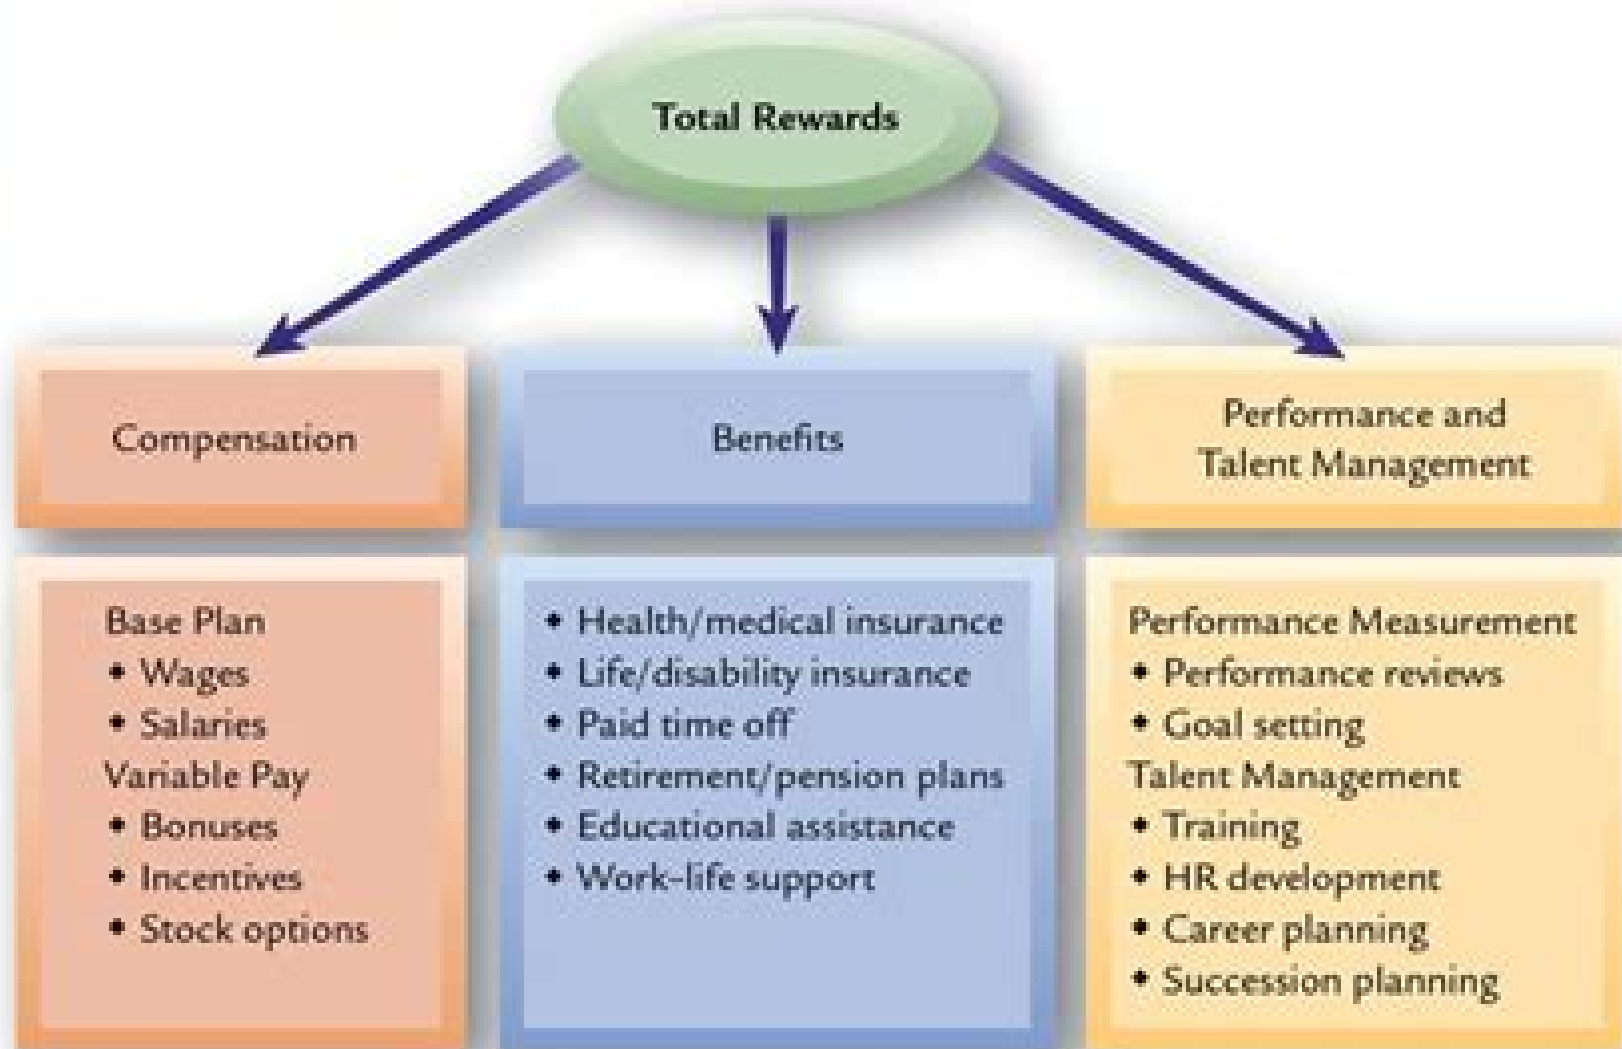 Total Rewards
Compensation
Benefits
Performance and
Talent Management
Base Plan
• Wages
• Salaries
Variable Pay
• Bonuses
• Incentives
• Stock options
• Health/medical insurance
• Life/disability insurance
• Paid time off
• Retirement/pension plans
• Educational assistance
• Work-life support
Performance Measurement
• Performance reviews
• Goal setting
Talent Management
• Training
• HR development
• Career planning
• Succession planning